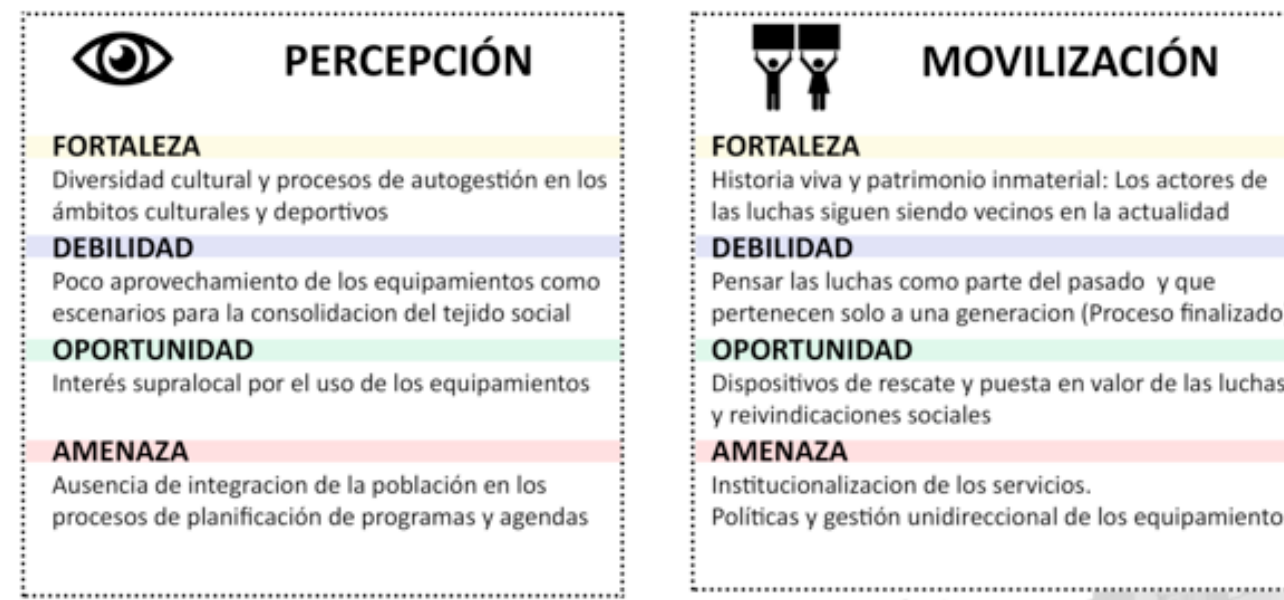 PERCEPCIÓN
FORTALEZA
Diversidad cultural y procesos de autogestión en los
ámbitos culturales y deportivos
DEBILIDAD
Poco aprovechamiento de los equipamientos como
escenarios para la consolidacion del tejido social
OPORTUNIDAD
Interés supralocal por el uso de los equipamientos
AMENAZA
Ausencia de integracion de la población en los
procesos de planificación de programas y agendas
MOVILIZACIÓN
FORTALEZA
Historia viva y patrimonio inmaterial: Los actores de
las luchas siguen siendo vecinos en la actualidad
DEBILIDAD
Pensar las luchas como parte del pasado y que
pertenecen solo a una generacion (Proceso finalizado
OPORTUNIDAD
Dispositivos de rescate y puesta en valor de las luchas
y reivindicaciones sociales
AMENAZA
Institucionalizacion de los servicios.
Políticas y gestión unidireccional de los equipamiento